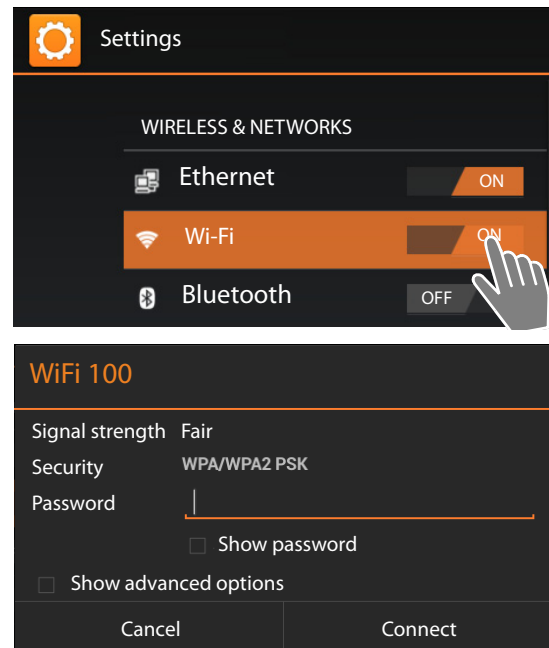 Settings
WIRELESS & NETWORKS
Ethernet ON
Wi-Fi ON
Bluetooth OFF
WiFi 100
Signal strength Fair
Security WPA/WPA2 PSK
Password
Show password
Show advanced options
Cancel Connect